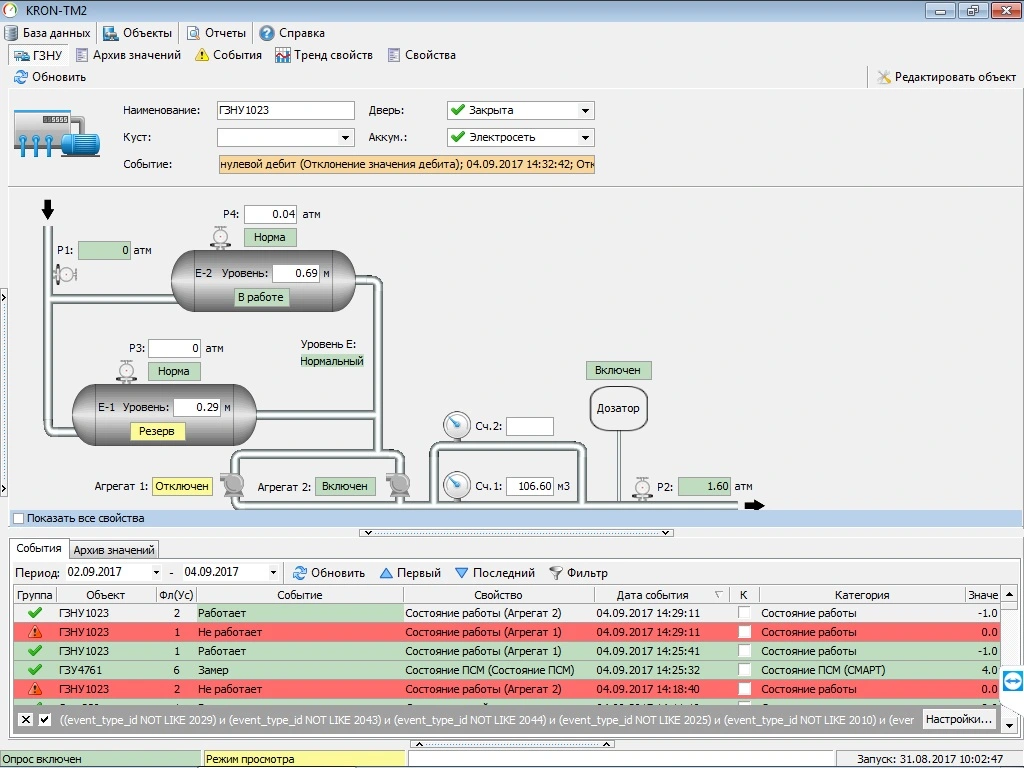 KRON-TM2
База данных Объекты Отчеты Справка
ГЗНУ Архив значений События Тренд свойств Свойства
Обновить Редактировать объект
Наименование: ГЗНУ1023 Дверь: Закрыта
Куст: Аккум.: Электросеть
Событие: нулевой дебит (Отклонение значения дебита); 04.09.2017 14:32:42; Отк
P4: 0.04 атм
Норма
P1: 0 атм
E-2 Уровень: 0.69 м
В работе
P3: 0 атм
Норма
Уровень E:
Нормальный
Включен
E-1 Уровень: 0.29 м
Резерв
Дозатор
Сч.2:
Агрегат 1: Отключен Агрегат 2: Включен Сч.1: 106.60 м3 P2: 1.60 атм
Показать все свойства
События Архив значений
Период: 02.09.2017 - 04.09.2017 Обновить Первый Последний Фильтр
Группа Объект Фл(Ус) Событие Свойство Дата события К Категория Значе
ГЗНУ1023 2 Работает Состояние работы (Агрегат 2) 04.09.2017 14:29:11 Состояние работы -1.0
ГЗНУ1023 1 Не работает Состояние работы (Агрегат 1) 04.09.2017 14:29:11 Состояние работы 0.0
ГЗНУ1023 1 Работает Состояние работы (Агрегат 1) 04.09.2017 14:25:41 Состояние работы -1.0
ГЗУ4761 6 Замер Состояние ПСМ (Состояние ПСМ) 04.09.2017 14:25:32 Состояние ПСМ (СМАРТ) 4.0
ГЗНУ1023 2 Не работает Состояние работы (Агрегат 2) 04.09.2017 14:18:40 Состояние работы 0.0
((event_type_id NOT LIKE 2029) и (event_type_id NOT LIKE 2043) и (event_type_id NOT LIKE 2044) и (event_type_id NOT LIKE 2025) и (event_type_id NOT LIKE 2010) и (ever Настройки...
Опрос включен Режим просмотра Запуск: 31.08.2017 10:02:47